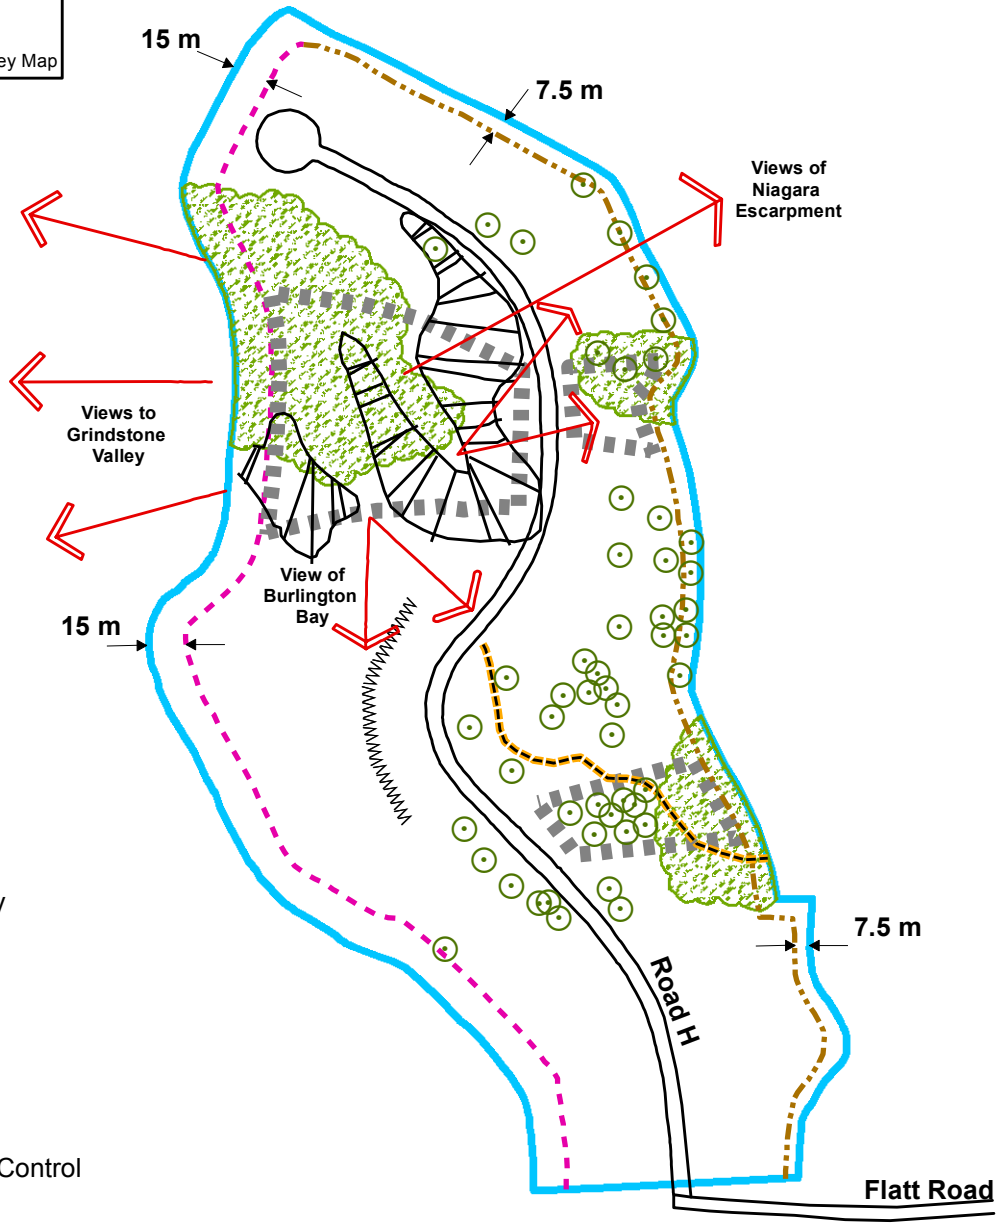 ey Map
15 m
7.5 m
Views of
Niagara
Escarpment
Views to
Grindstone
Valley
View of
Burlington
Bay
15 m
y
7.5 m
Road H
Control
Flatt Road